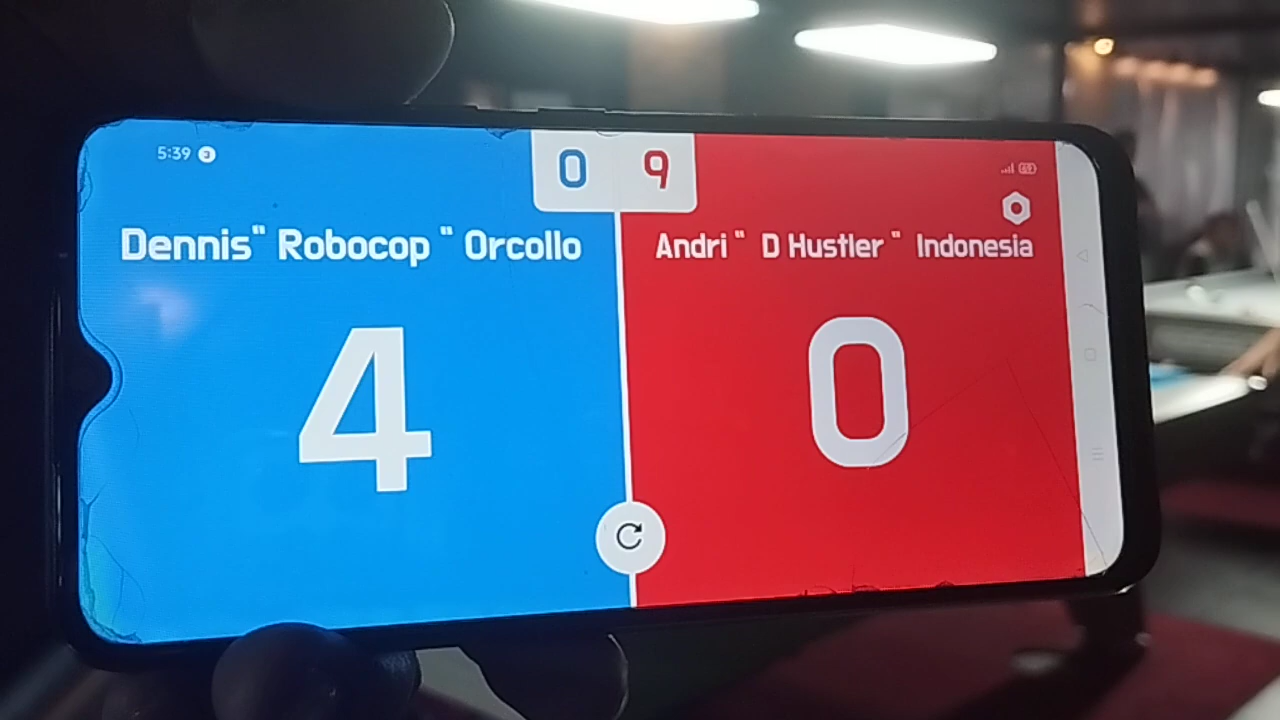 5:39
0 9
Dennis" Robocop " Orcollo
Andri " D Hustler " Indonesia
4
0